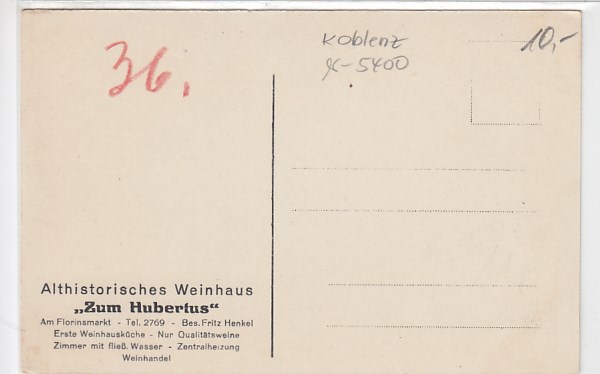 36.
Koblenz
x-5400
10,-
Althistorisches Weinhaus
„Zum Hubertus“
Am Florinsmarkt - Tel. 2769 - Bes. Fritz Henkel
Erste Weinhausküche - Nur Qualitätsweine
Zimmer mit fließ. Wasser - Zentralheizung
Weinhandel